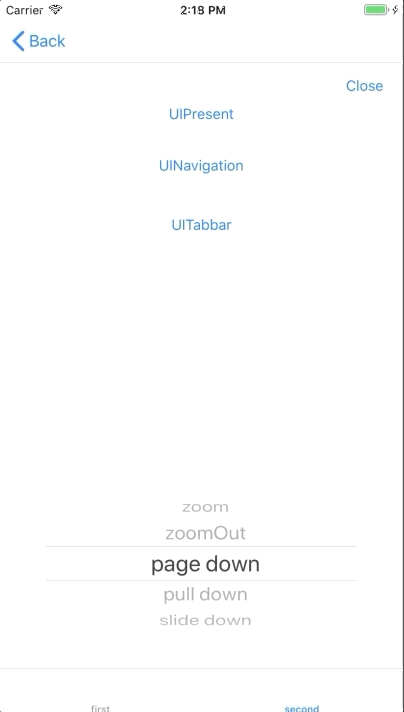 Carrier 2:18 PM
Back
Close
UIPresent
UINavigation
UITabbar
zoom
zoomOut
page down
pull down
slide down
first second